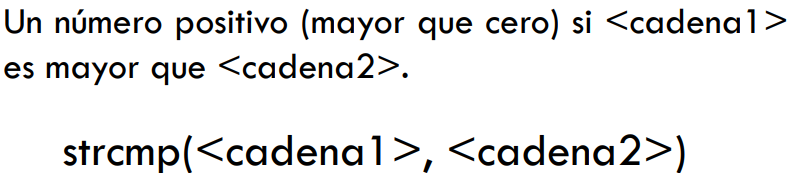 Un número positivo (mayor que cero) si <cadena1>
es mayor que <cadena2>.
strcmp(<cadena1>, <cadena2>)